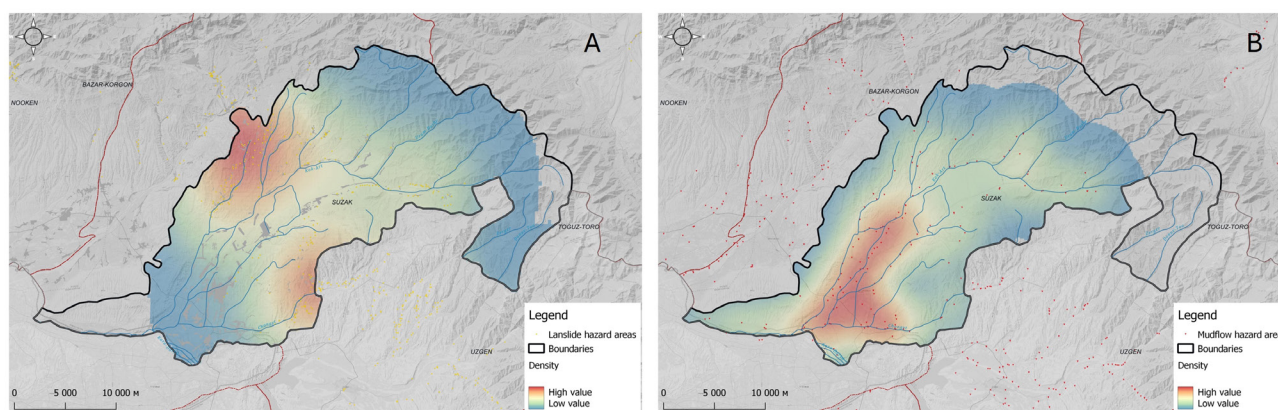 A
BAZAR-KORGON
NOOKEN
SUZAK
TOGUZ-TORO
UZGEN
Legend
Lanslide hazard areas
Boundaries
Density
High value
Low value
0 5 000 10 000 м
B
BAZAR-KORGON
NOOKEN
SUZAK
TOGUZ-TORO
UZGEN
Legend
Mudflow hazard are
Boundaries
Density
High value
Low value
0 5 000 10 000 м